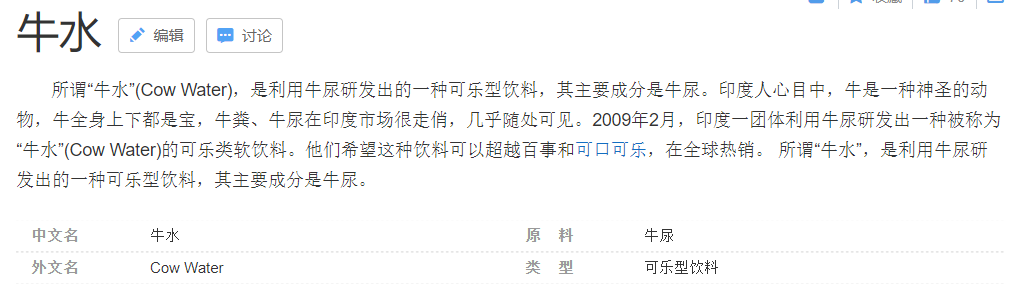 牛水 编辑 讨论
所谓“牛水”(Cow Water)，是利用牛尿研发出的一种可乐型饮料，其主要成分是牛尿。印度人心目中，牛是一种神圣的动
物，牛全身上下都是宝，牛粪、牛尿在印度市场很走俏，几乎随处可见。2009年2月，印度一团体利用牛尿研发出一种被称为
“牛水”(Cow Water)的可乐类软饮料。他们希望这种饮料可以超越百事和可口可乐，在全球热销。 所谓“牛水”，是利用牛尿研
发出的一种可乐型饮料，其主要成分是牛尿。
中文名 牛水 原 料 牛尿
外文名 Cow Water 类 型 可乐型饮料